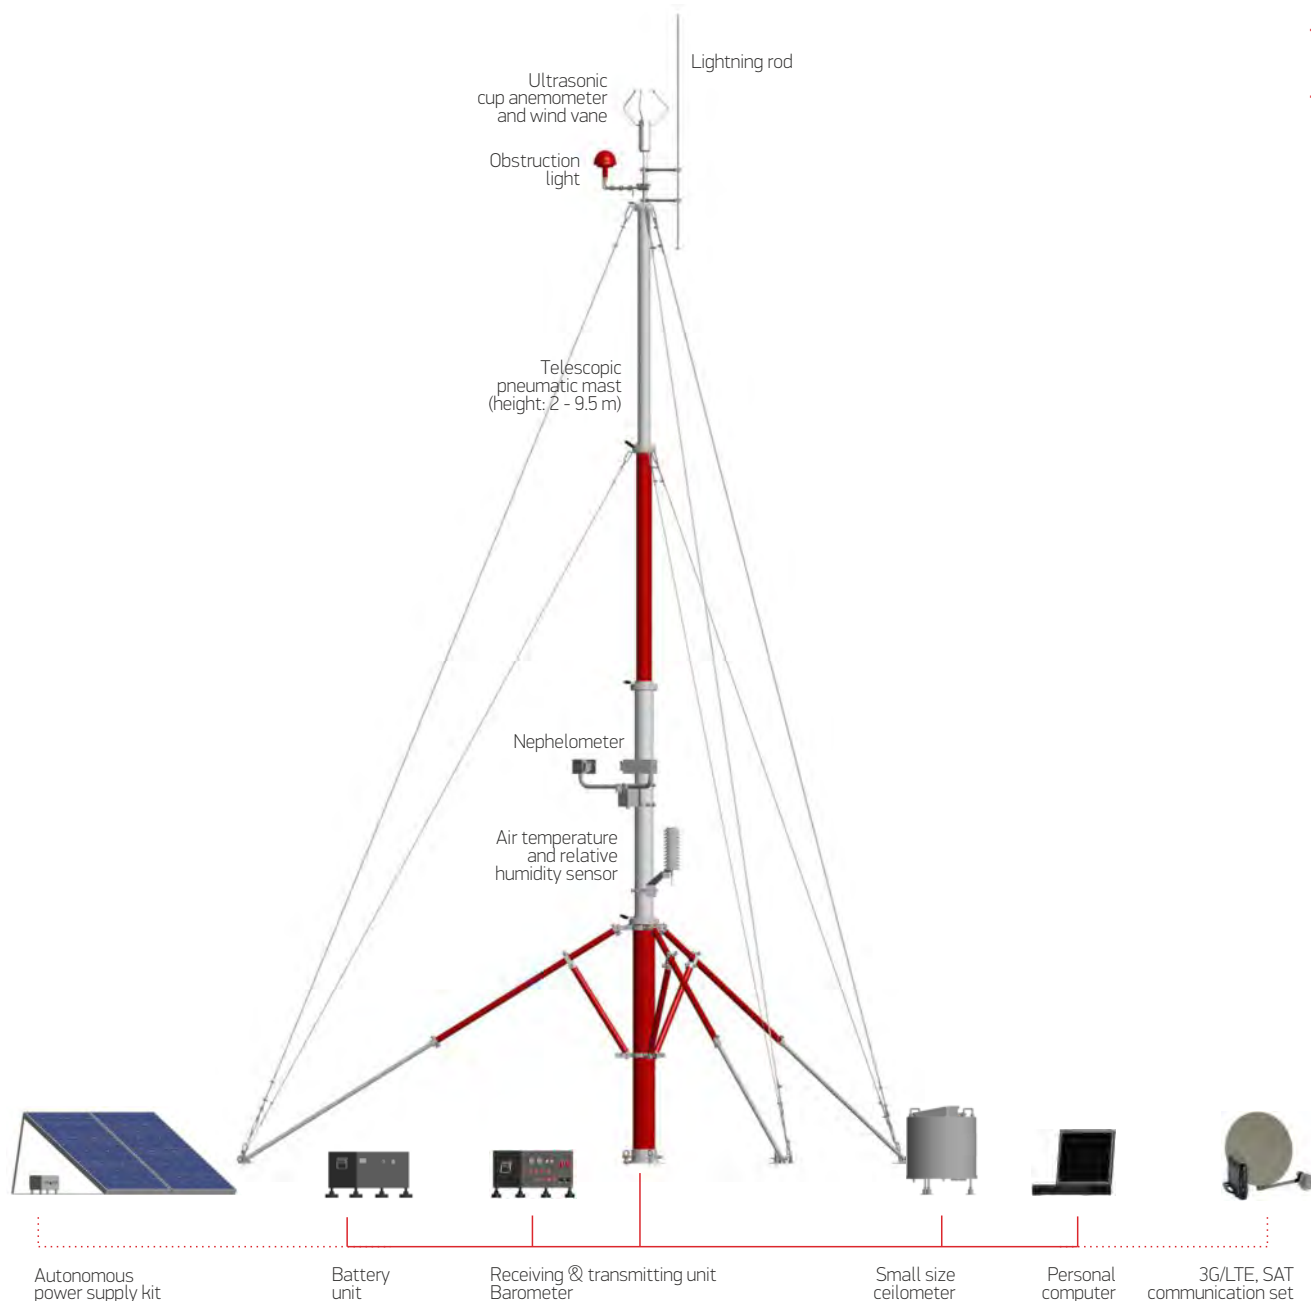 Lightning rod
Ultrasonic
cup anemometer
and wind vane
Obstruction
light
Telescopic
pneumatic mast
(height: 2 - 9.5 m)
Nephelometer
Air temperature
and relative
humidity sensor
Autonomous
power supply kit
Battery
unit
Receiving & transmitting unit
Barometer
Small size
ceilometer
Personal
computer
3G/LTE, SAT
communication set